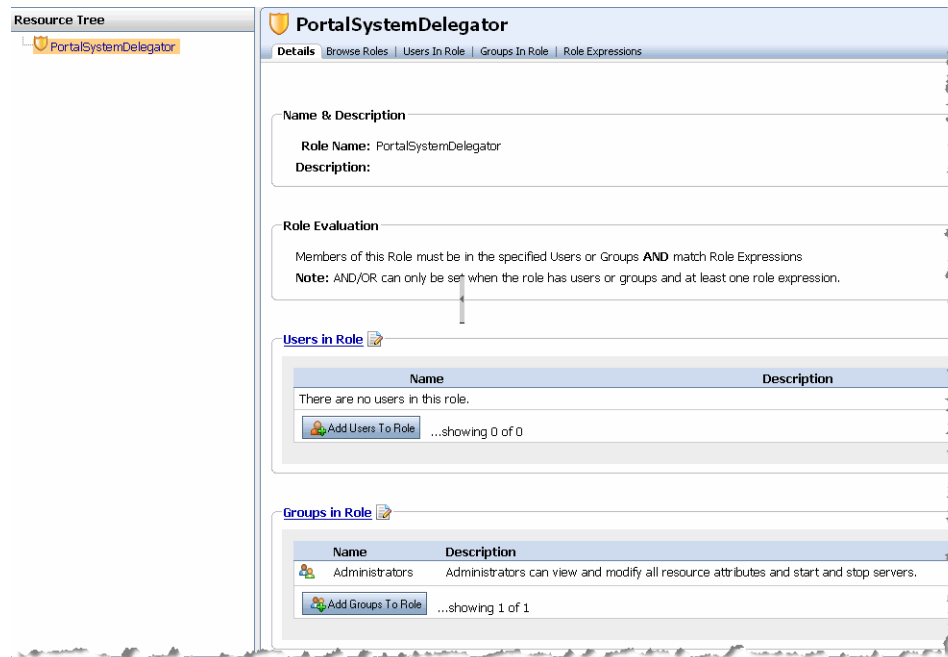 Resource Tree
PortalSystemDelegator
PortalSystemDelegator
Details Browse Roles | Users In Role | Groups In Role | Role Expressions
Name & Description
Role Name: PortalSystemDelegator
Description:
Role Evaluation
Members of this Role must be in the specified Users or Groups AND match Role Expressions
Note: AND/OR can only be set when the role has users or groups and at least one role expression.
Users in Role
Name Description
There are no users in this role.
Add Users To Role ...showing 0 of 0
Groups in Role
Name Description
Administrators Administrators can view and modify all resource attributes and start and stop servers.
Add Groups To Role ...showing 1 of 1